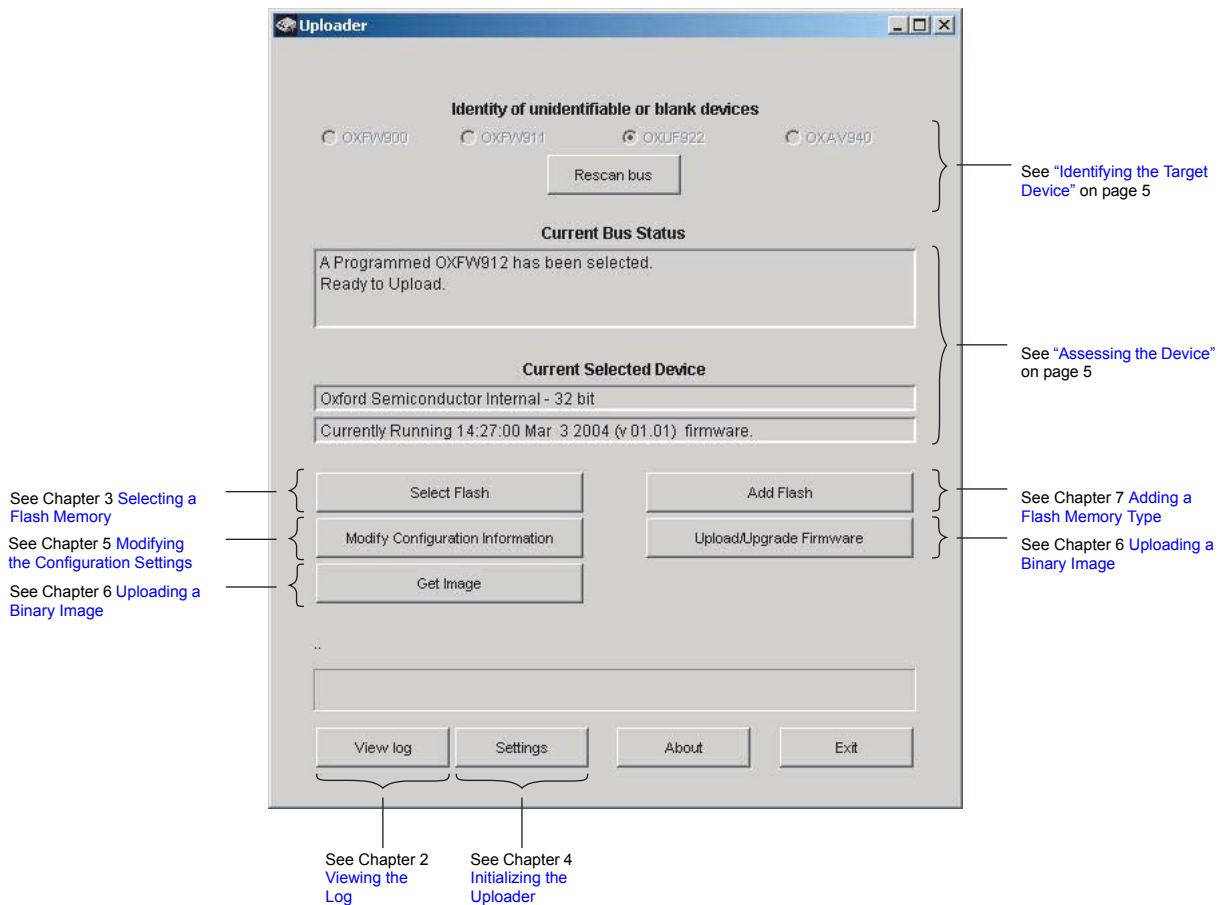 Uploader
Identity of unidentifiable or blank devices
OXFW900 OXFW911 OXUF922 OXAV940
Rescan bus
See "Identifying the Target
Device" on page 5
Current Bus Status
A Programmed OXFW912 has been selected.
Ready to Upload.
See "Assessing the Device"
on page 5
Current Selected Device
Oxford Semiconductor Internal - 32 bit
Currently Running 14:27:00 Mar 3 2004 (v 01.01) firmware.
See Chapter 3 Selecting a
Flash Memory
Select Flash
Add Flash
See Chapter 7 Adding a
Flash Memory Type
See Chapter 5 Modifying
the Configuration Settings
Modify Configuration Information
Upload/Upgrade Firmware
See Chapter 6 Uploading a
Binary Image
See Chapter 6 Uploading a
Binary Image
Get Image
..
View log
Settings
About
Exit
See Chapter 2
Viewing the
Log
See Chapter 4
Initializing the
Uploader